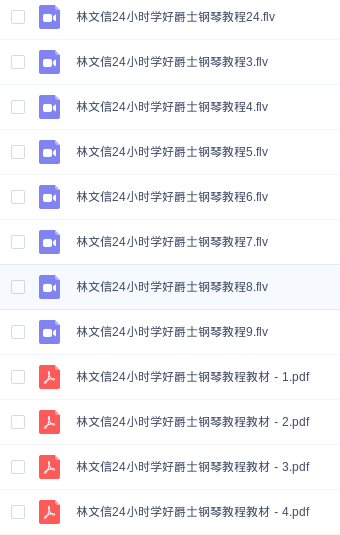 林文信24小时学好爵士钢琴教程24.flv
林文信24小时学好爵士钢琴教程3.flv
林文信24小时学好爵士钢琴教程4.flv
林文信24小时学好爵士钢琴教程5.flv
林文信24小时学好爵士钢琴教程6.flv
林文信24小时学好爵士钢琴教程7.flv
林文信24小时学好爵士钢琴教程8.flv
林文信24小时学好爵士钢琴教程9.flv
林文信24小时学好爵士钢琴教程教材 - 1.pdf
林文信24小时学好爵士钢琴教程教材 - 2.pdf
林文信24小时学好爵士钢琴教程教材 - 3.pdf
林文信24小时学好爵士钢琴教程教材 - 4.pdf